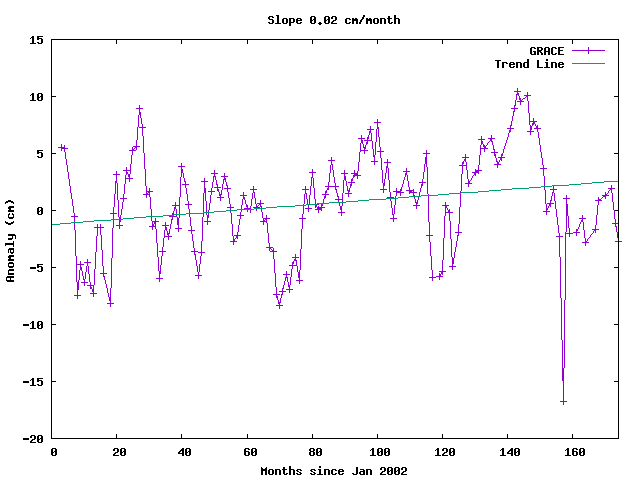 Slope 0.02 cm/month
15
GRACE
Trend Line
10
5
0
-5
-10
-15
-20
Anomaly (cm)
0 20 40 60 80 100 120 140 160
Months since Jan 2002